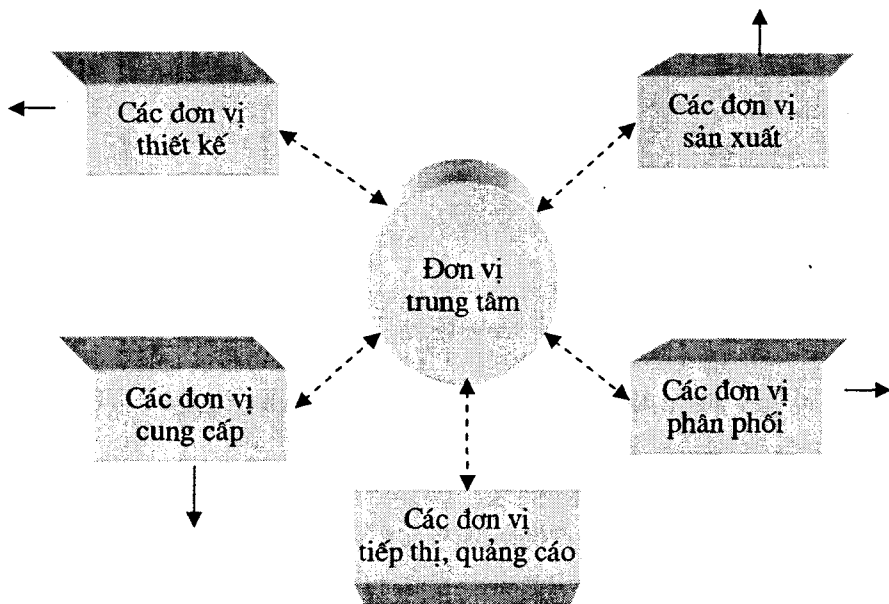 Các đơn vị
thiết kế
Các đơn vị
sản xuất
Đơn vị
trung tâm
Các đơn vị
cung cấp
Các đơn vị
phân phối
Các đơn vị
tiếp thị, quảng cáo